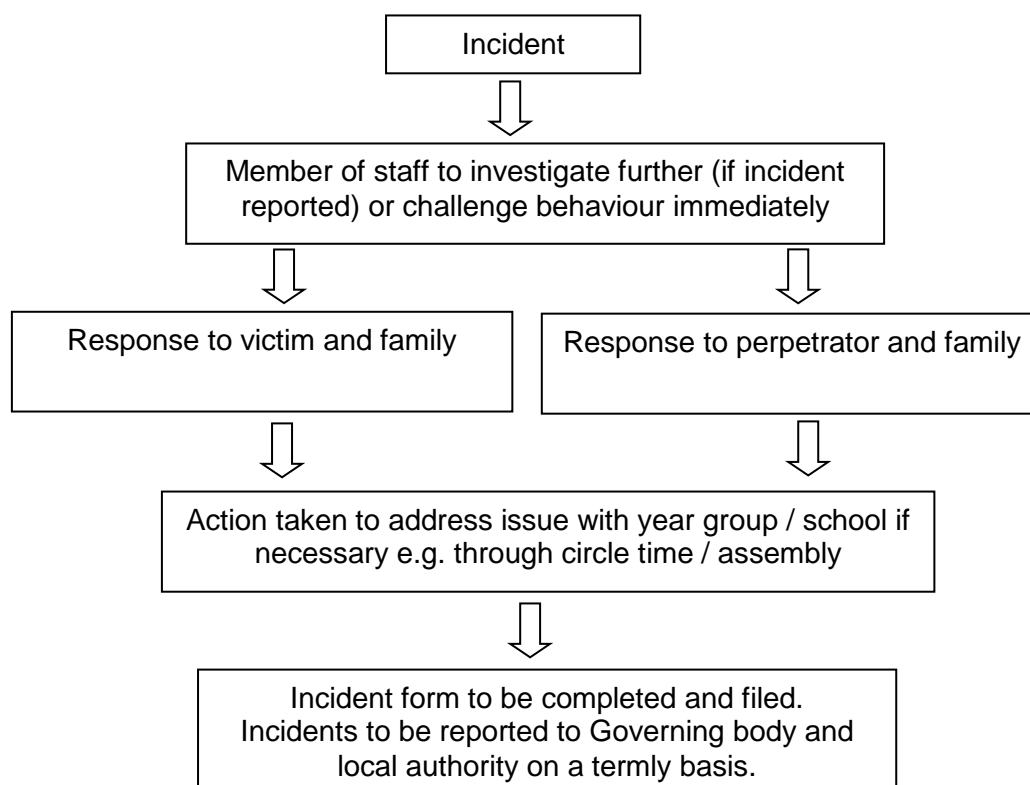 Incident
Member of staff to investigate further (if incident
reported) or challenge behaviour immediately
Response to victim and family
Response to perpetrator and family
Action taken to address issue with year group / school if
necessary e.g. through circle time / assembly
Incident form to be completed and filed.
Incidents to be reported to Governing body and
local authority on a termly basis.